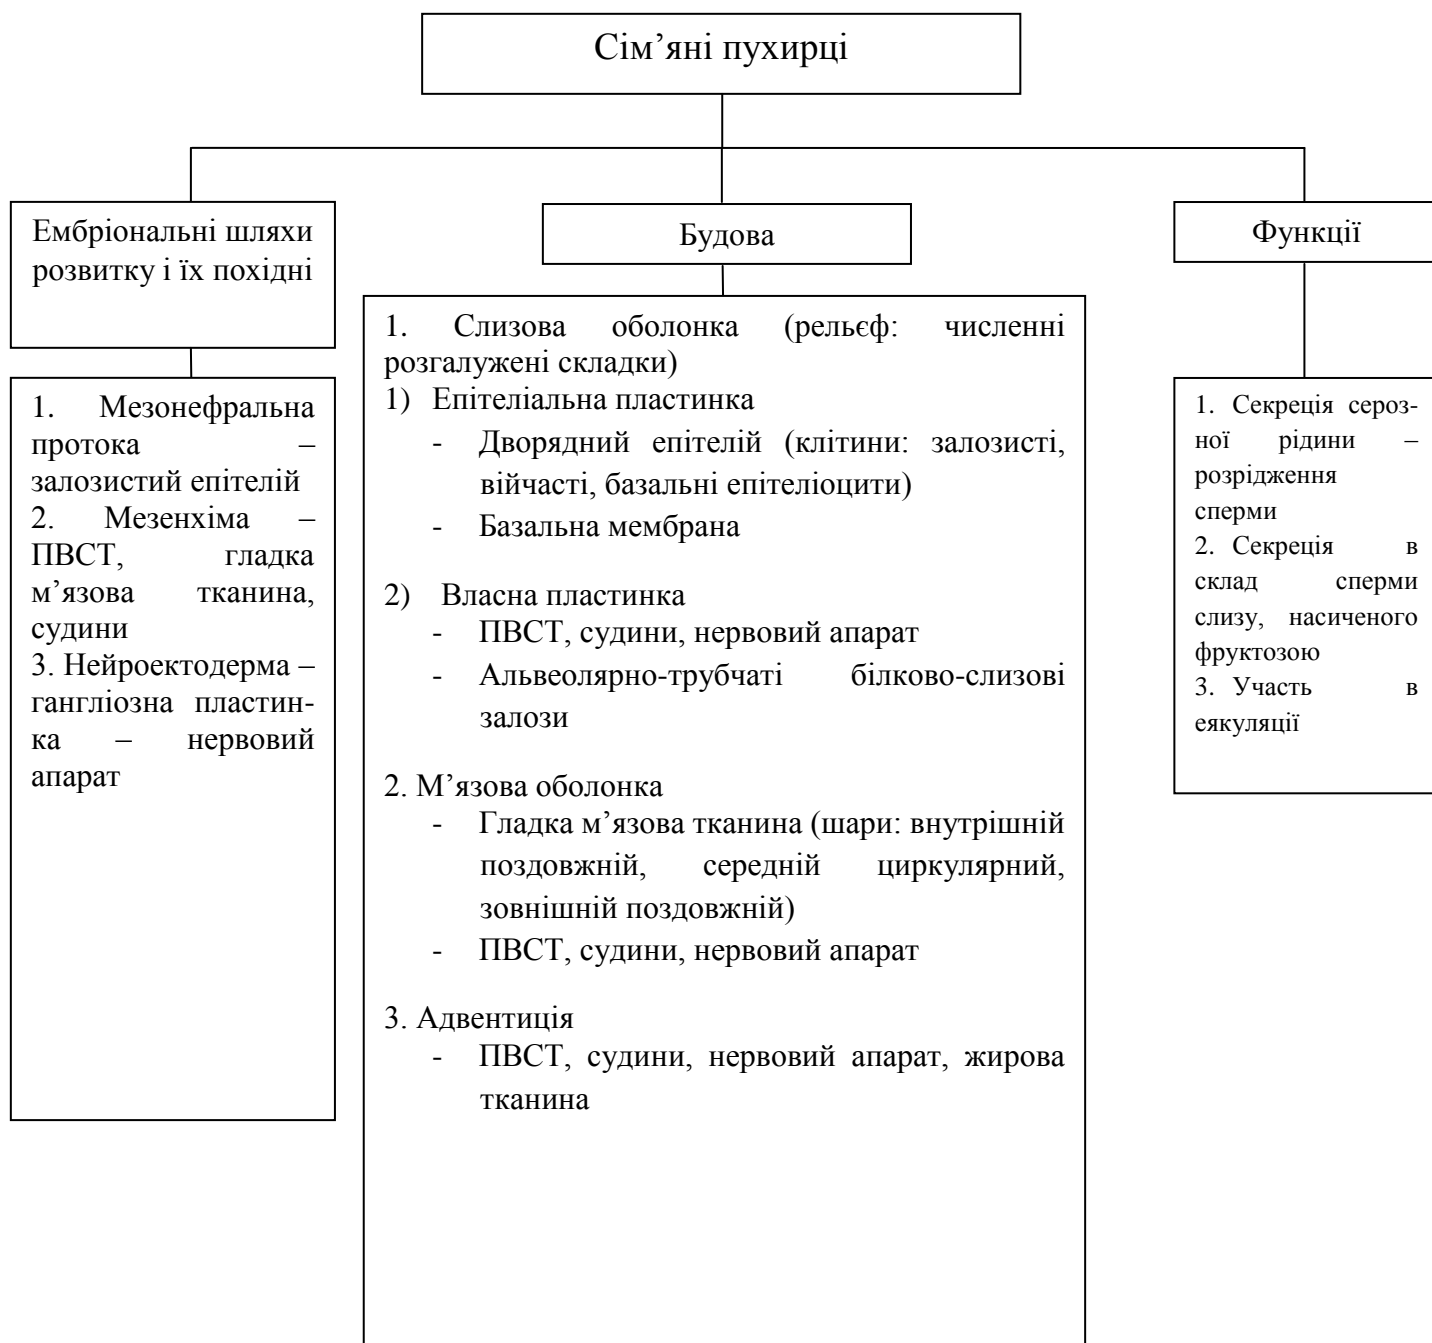 Сім’яні пухирці
Ембріональні шляхи
розвитку і їх похідні
1. Мезонефральна
протока –
залозистий епітелій
2. Мезенхіма –
ПВСТ, гладка
м’язова тканина,
судини
3. Нейроектодерма –
гангліозна пластин-
ка – нервовий
апарат
Будова
1. Слизова оболонка (рельєф: численні
розгалужені складки)
1) Епітеліальна пластинка
- Дворядний епітелій (клітини: залозисті,
війчасті, базальні епітеліоцити)
- Базальна мембрана
2) Власна пластинка
- ПВСТ, судини, нервовий апарат
- Альвеолярно-трубчаті білково-слизові
залози
2. М’язова оболонка
- Гладка м’язова тканина (шари: внутрішній
поздовжній, середній циркулярний,
зовнішній поздовжній)
- ПВСТ, судини, нервовий апарат
3. Адвентиція
- ПВСТ, судини, нервовий апарат, жирова
тканина
Функції
1. Секреція сероз-
ної рідини –
розрідження
сперми
2. Секреція в
склад сперми
слизу, насиченого
фруктозою
3. Участь в
еякуляції